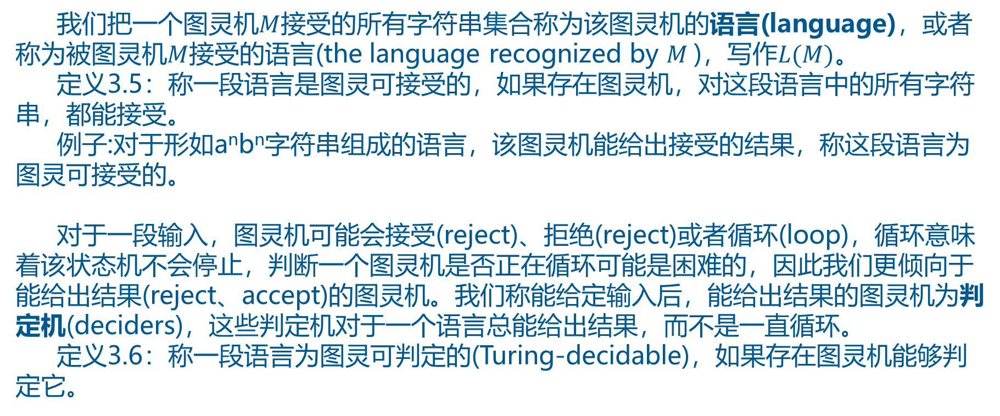 我们把一个图灵机M接受的所有字符串集合称为该图灵机的语言(language)，或者
称为被图灵机M接受的语言(the language recognized by M )，写作L(M)。
定义3.5：称一段语言是图灵可接受的，如果存在图灵机，对这段语言中的所有字符
串，都能接受。
例子:对于形如aⁿbⁿ字符串组成的语言，该图灵机能给出接受的结果，称这段语言为
图灵可接受的。
对于一段输入，图灵机可能会接受(reject)、拒绝(reject)或者循环(loop)，循环意味
着该状态机不会停止，判断一个图灵机是否正在循环可能是困难的，因此我们更倾向于
能给出结果(reject、accept)的图灵机。我们称能给定输入后，能给出结果的图灵机为判
定机(deciders)，这些判定机对于一个语言总能给出结果，而不是一直循环。
定义3.6：称一段语言为图灵可判定的(Turing-decidable)，如果存在图灵机能够判
定它。